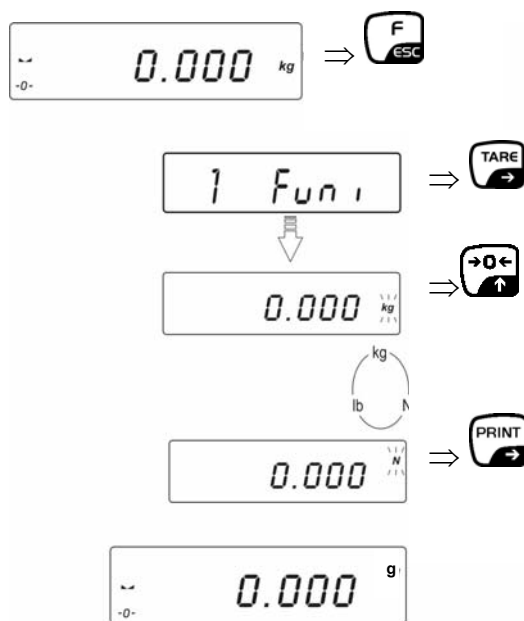 0.000 kg
-0-
F
ESC
1 Funi
TARE
0.000 kg
→0←
kg
lb N
0.000 N
PRINT
0.000 g
-0-